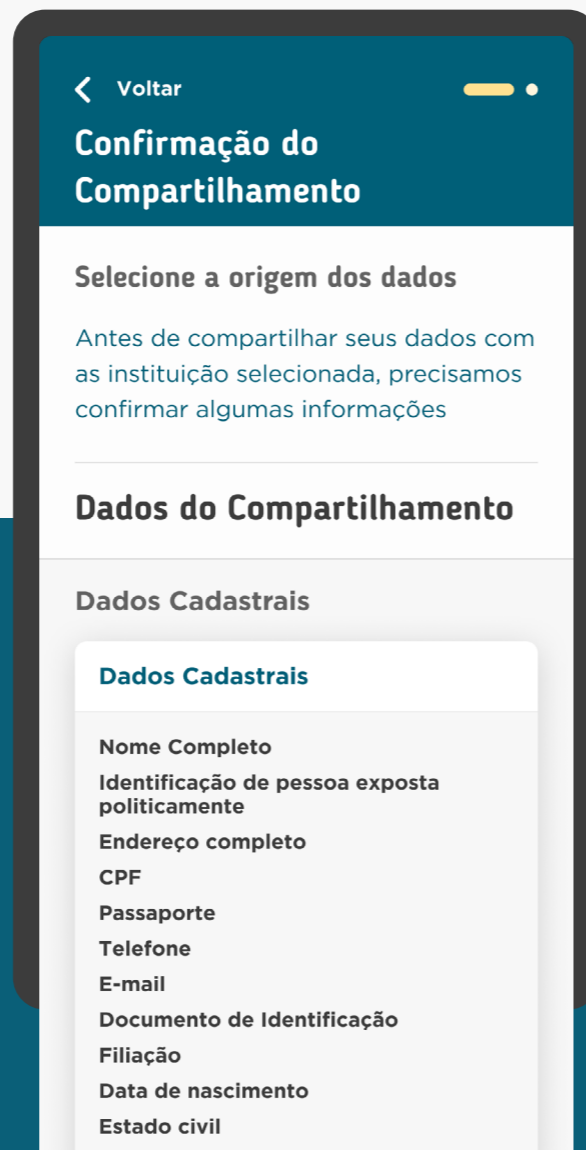 Voltar
Confirmação do
Compartilhamento
Selecione a origem dos dados
Antes de compartilhar seus dados com
as instituição selecionada, precisamos
confirmar algumas informações
Dados do Compartilhamento
Dados Cadastrais
Dados Cadastrais
Nome Completo
Identificação de pessoa exposta
politicamente
Endereço completo
CPF
Passaporte
Telefone
E-mail
Documento de Identificação
Filiação
Data de nascimento
Estado civil